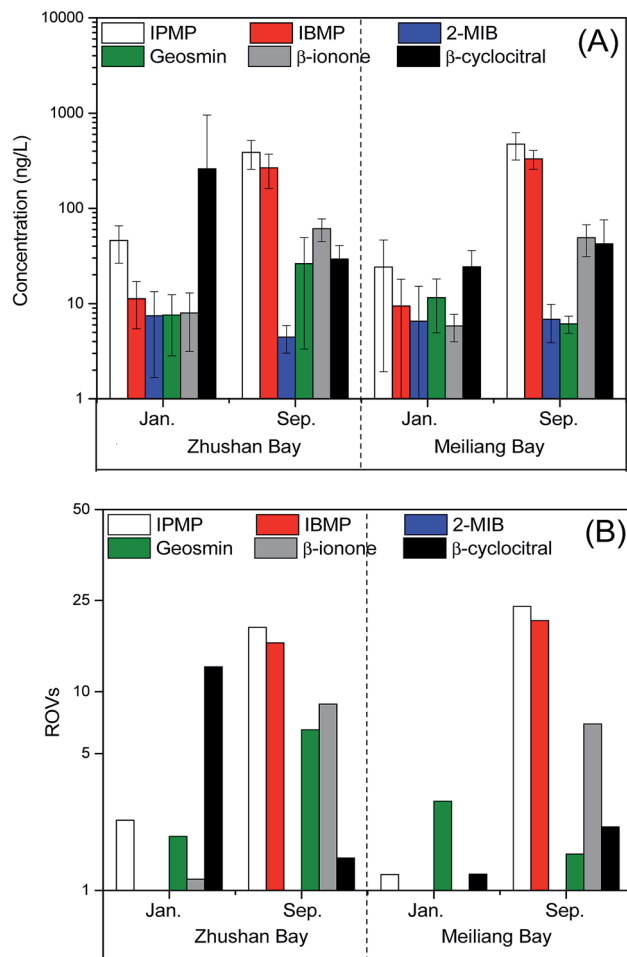 (A)
IPMP IBMP 2-MIB
Geosmin β-ionone β-cyclocitral
Concentration (ng/L)
10000
1000
100
10
1
Jan. Sep. Jan. Sep.
Zhushan Bay Meiliang Bay
(B)
IPMP IBMP 2-MIB
Geosmin β-ionone β-cyclocitral
ROVs
50
25
10
5
1
Jan. Sep. Jan. Sep.
Zhushan Bay Meiliang Bay